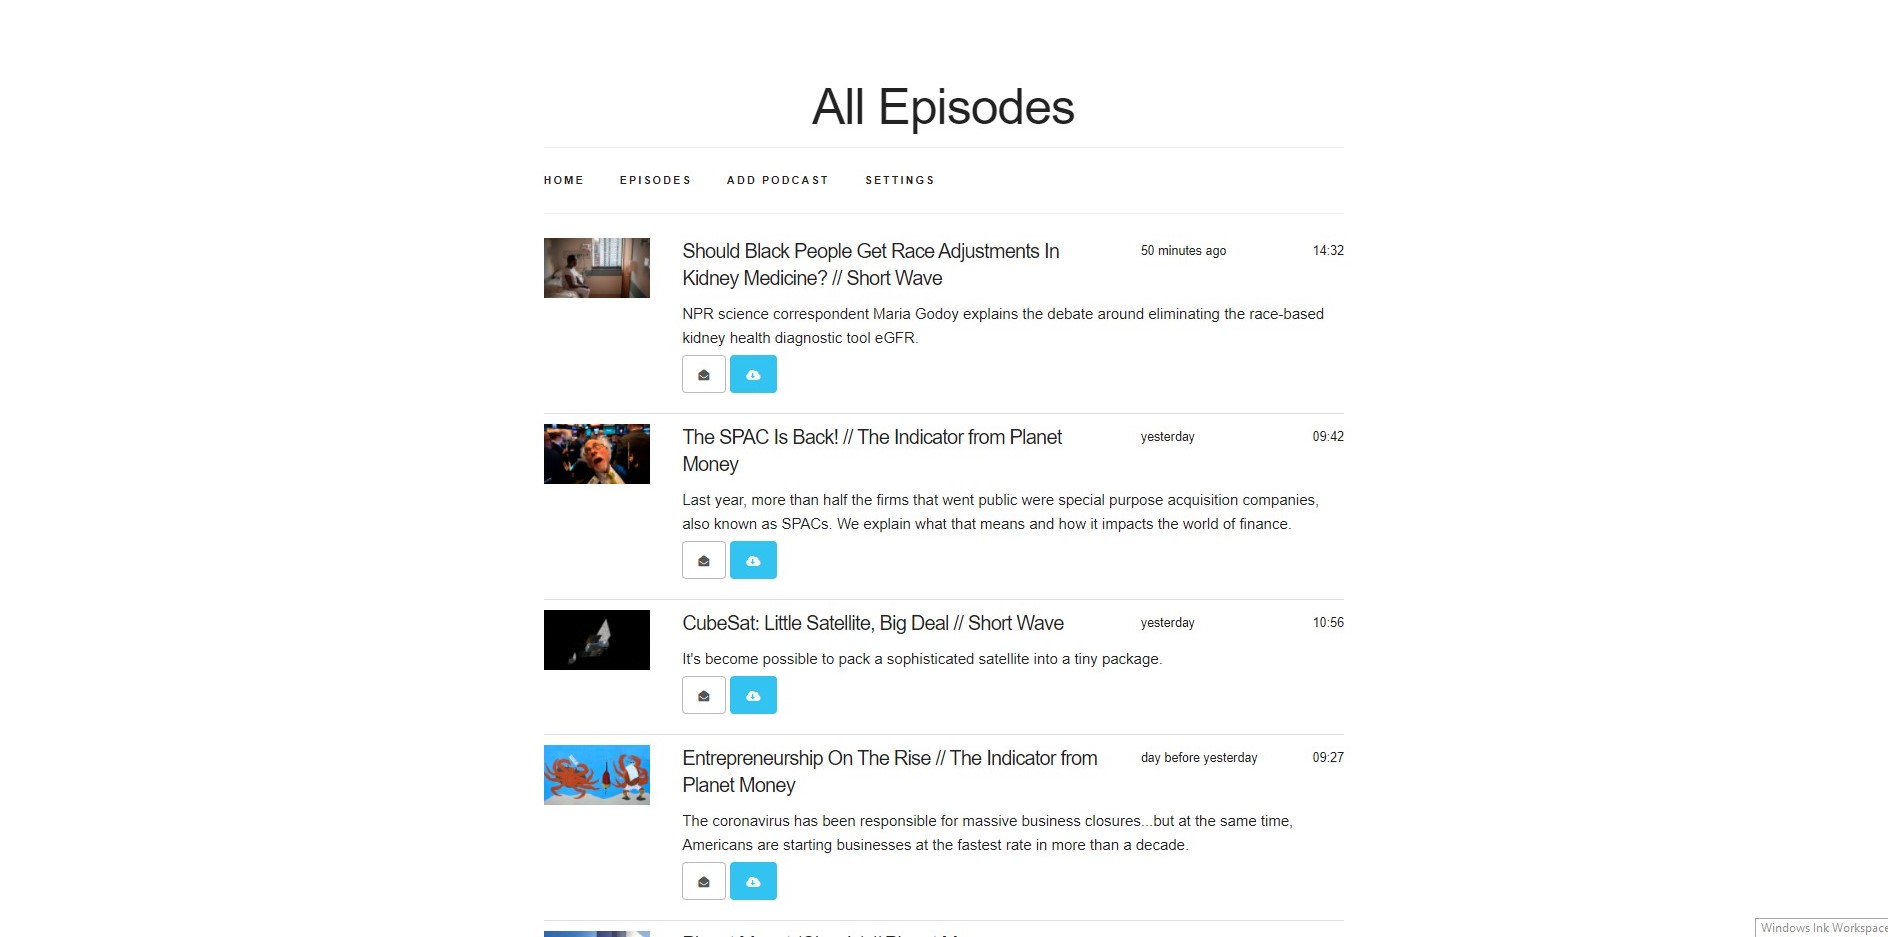 All Episodes
HOME EPISODES ADD PODCAST SETTINGS
Should Black People Get Race Adjustments In
Kidney Medicine? // Short Wave
50 minutes ago
14:32
NPR science correspondent Maria Godoy explains the debate around eliminating the race-based
kidney health diagnostic tool eGFR.
The SPAC Is Back! // The Indicator from Planet
Money
yesterday
09:42
Last year, more than half the firms that went public were special purpose acquisition companies,
also known as SPACs. We explain what that means and how it impacts the world of finance.
CubeSat: Little Satellite, Big Deal // Short Wave
yesterday
10:56
It's become possible to pack a sophisticated satellite into a tiny package.
Entrepreneurship On The Rise // The Indicator from
Planet Money
day before yesterday
09:27
The coronavirus has been responsible for massive business closures...but at the same time,
Americans are starting businesses at the fastest rate in more than a decade.
Windows Ink Workspace